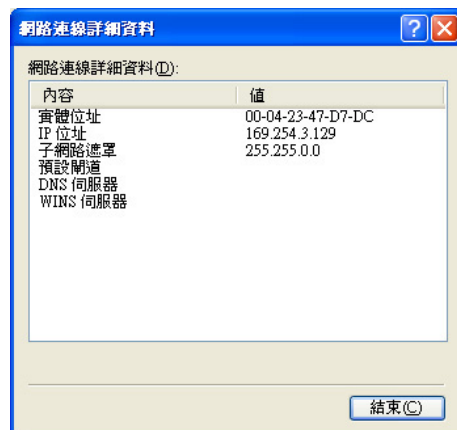 網路連線詳細資料
網路連線詳細資料(D):
內容 值
實體位址 00-04-23-47-D7-DC
IP 位址 169.254.3.129
子網路遮罩 255.255.0.0
預設閘道
DNS 伺服器
WINS 伺服器
結束(C)